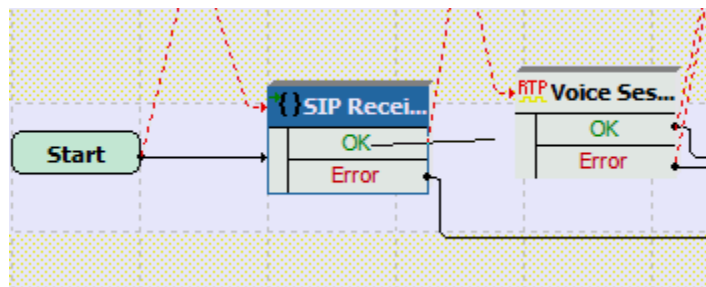 Start
{}SIP Recei...
OK
Error
RTP Voice Ses...
OK
Error